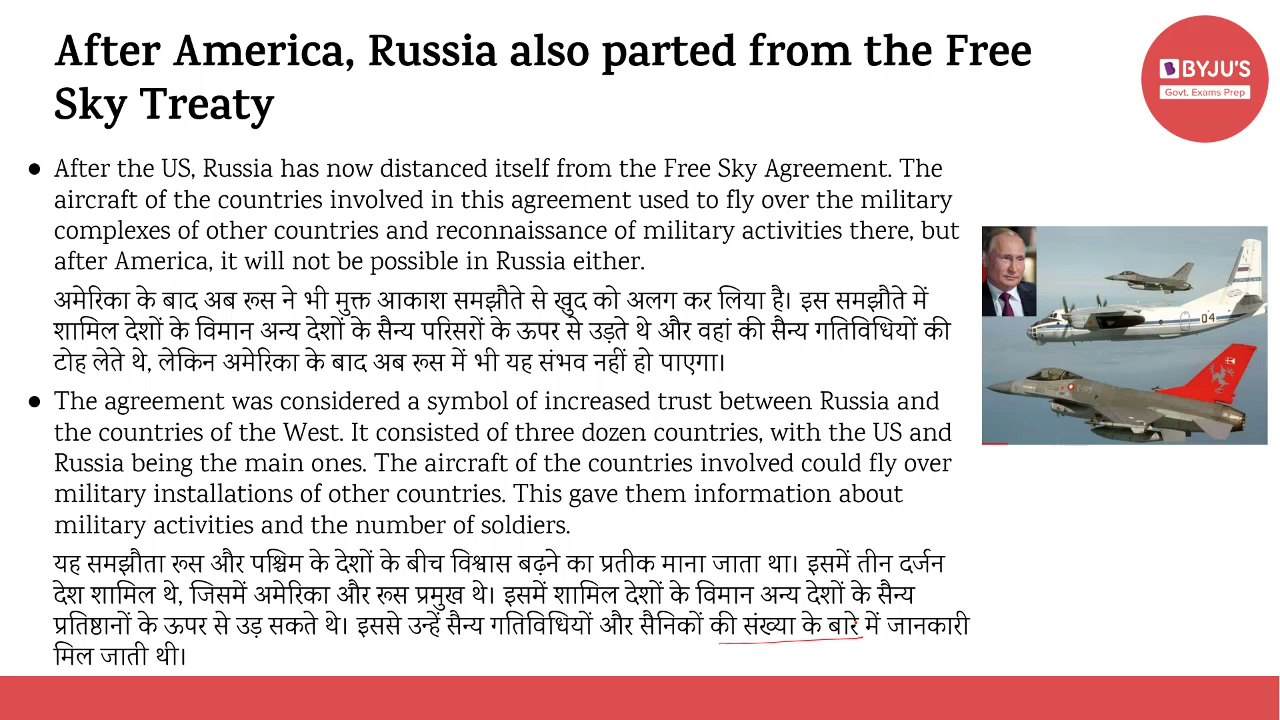 After America, Russia also parted from the Free
Sky Treaty
BYJU'S
Govt. Exams Prep
● After the US, Russia has now distanced itself from the Free Sky Agreement. The
aircraft of the countries involved in this agreement used to fly over the military
complexes of other countries and reconnaissance of military activities there, but
after America, it will not be possible in Russia either.
अमेरिका के बाद अब रूस ने भी मुक्त आकाश समझौते से खुद को अलग कर लिया है। इस समझौते में
शामिल देशों के विमान अन्य देशों के सैन्य परिसरों के ऊपर से उड़ते थे और वहां की सैन्य गतिविधियों की
टोह लेते थे, लेकिन अमेरिका के बाद अब रूस में भी यह संभव नहीं हो पाएगा।
● The agreement was considered a symbol of increased trust between Russia and
the countries of the West. It consisted of three dozen countries, with the US and
Russia being the main ones. The aircraft of the countries involved could fly over
military installations of other countries. This gave them information about
military activities and the number of soldiers.
यह समझौता रूस और पश्चिम के देशों के बीच विश्वास बढ़ने का प्रतीक माना जाता था। इसमें तीन दर्जन
देश शामिल थे, जिसमें अमेरिका और रूस प्रमुख थे। इसमें शामिल देशों के विमान अन्य देशों के सैन्य
प्रतिष्ठानों के ऊपर से उड़ सकते थे। इससे उन्हें सैन्य गतिविधियों और सैनिकों की संख्या के बारे में जानकारी
मिल जाती थी।
04